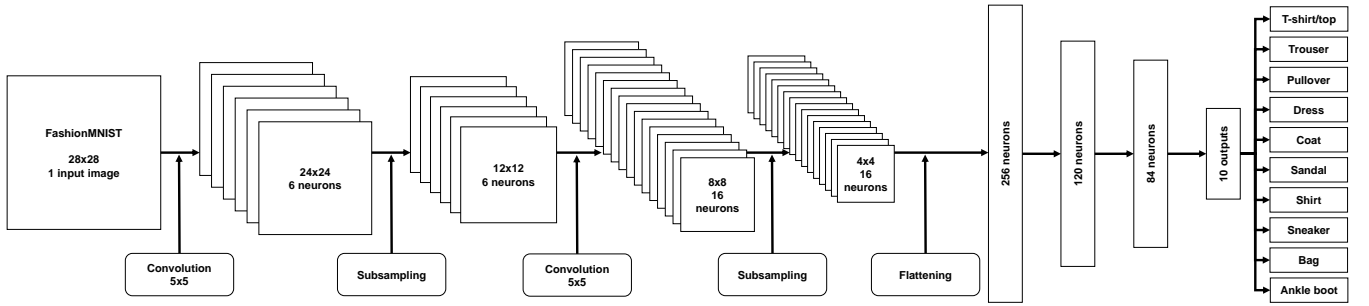 FashionMNIST
28x28
1 input image
Convolution
5x5
24x24
6 neurons
Subsampling
12x12
6 neurons
Convolution
5x5
8x8
16
neurons
Subsampling
4x4
16
neurons
Flattening
256 neurons
120 neurons
84 neurons
10 outputs
T-shirt/top
Trouser
Pullover
Dress
Coat
Sandal
Shirt
Sneaker
Bag
Ankle boot